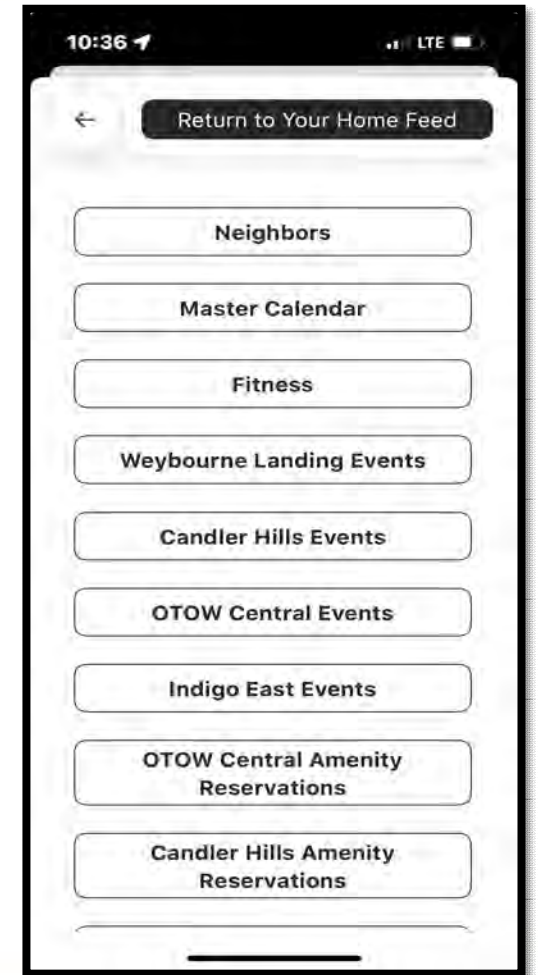 10:36
LTE
Return to Your Home Feed
Neighbors
Master Calendar
Fitness
Weybourne Landing Events
Candler Hills Events
OTOW Central Events
Indigo East Events
OTOW Central Amenity
Reservations
Candler Hills Amenity
Reservations